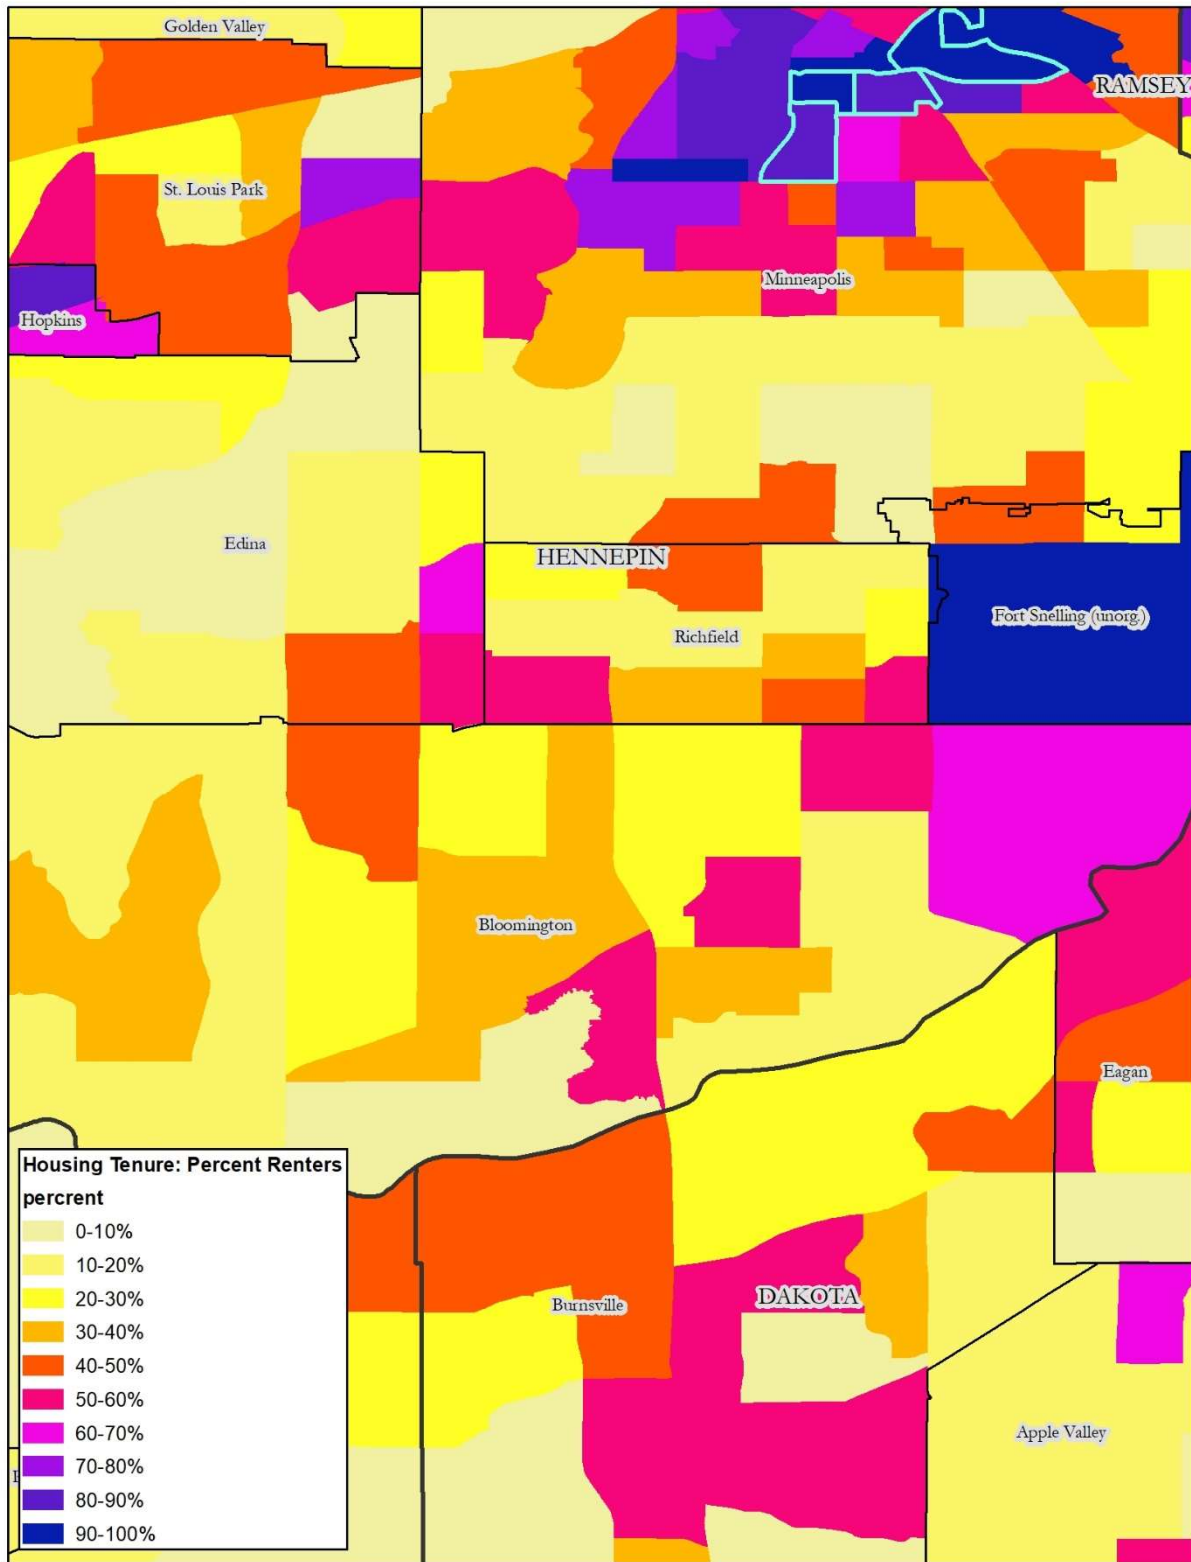 Golden Valley
RAMSEY
St. Louis Park
Minneapolis
Hopkins
Edina
HENNEPIN
Fort Snelling (unorg.)
Richfield
Bloomington
Eagan
DAKOTA
Burnsville
Apple Valley
Housing Tenure: Percent Renters
percrent
0-10%
10-20%
20-30%
30-40%
40-50%
50-60%
60-70%
70-80%
80-90%
90-100%